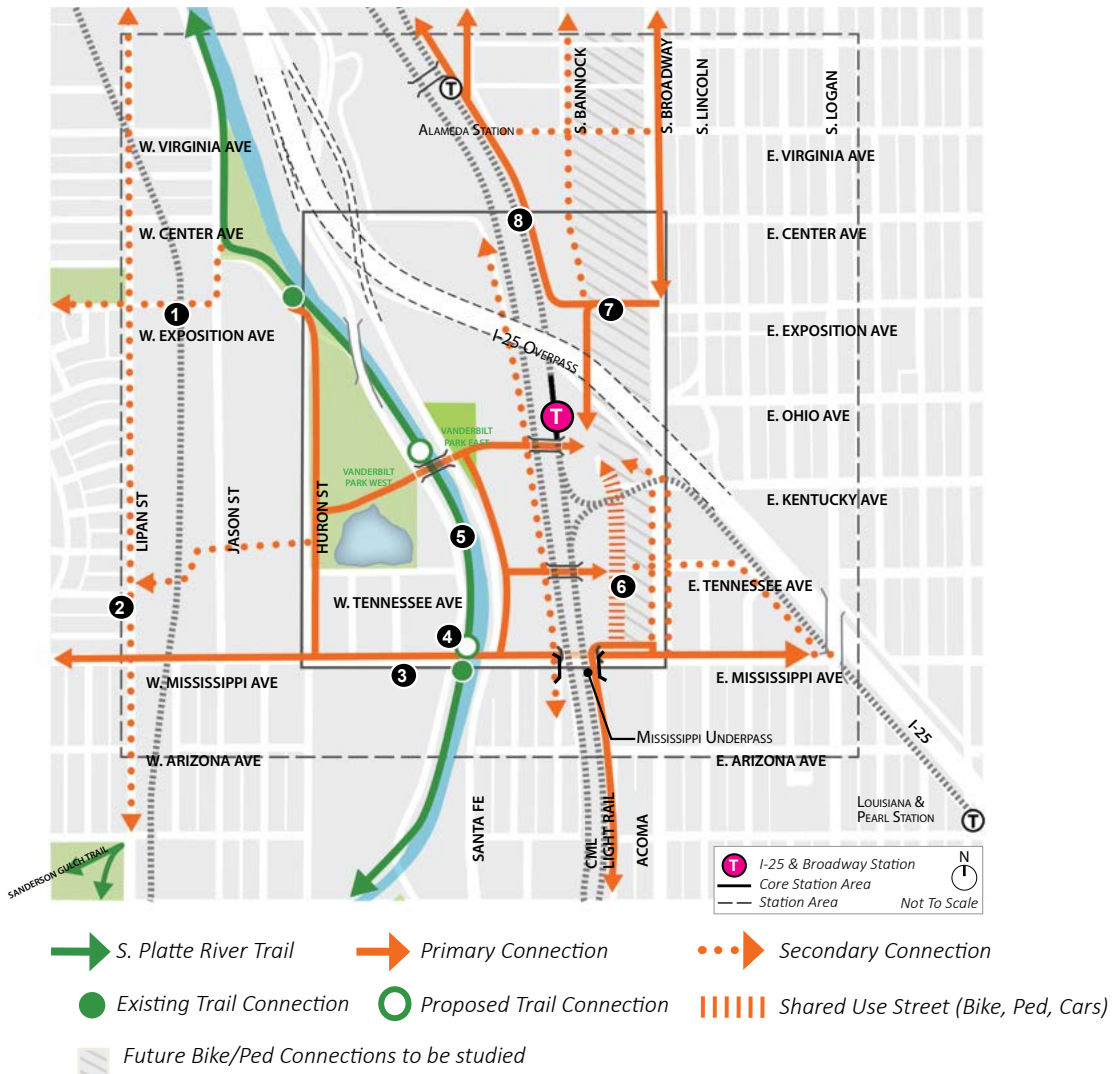 S. BANNOCK
S. BROADWAY
S. LINCOLN
S. LOGAN
T
ALAMEDA STATION
W. VIRGINIA AVE
E. VIRGINIA AVE
8
W. CENTER AVE
E. CENTER AVE
1
7
W. EXPOSITION AVE
E. EXPOSITION AVE
I-25 OVERPASS
T
E. OHIO AVE
VANDERBILT
PARK EAST
VANDERBILT
PARK WEST
E. KENTUCKY AVE
LIPAN ST
JASON ST
HURON ST
5
2
W. TENNESSEE AVE
6
E. TENNESSEE AVE
4
3
W. MISSISSIPPI AVE
E. MISSISSIPPI AVE
I-25
MISSISSIPPI UNDERPASS
W. ARIZONA AVE
E. ARIZONA AVE
SANTA FE
CML
LIGHT RAIL
ACOMA
LOUISIANA &
PEARL STATION
T
SANDERSON GULCH TRAIL
T I-25 & Broadway Station
N
Core Station Area
Station Area
Not To Scale
S. Platte River Trail
Primary Connection
Secondary Connection
Existing Trail Connection
Proposed Trail Connection
Shared Use Street (Bike, Ped, Cars)
Future Bike/Ped Connections to be studied